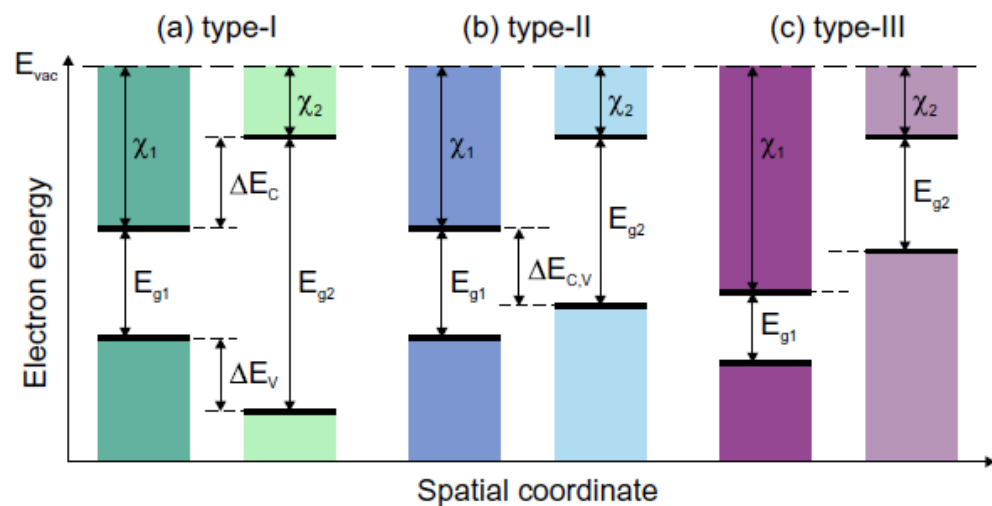 (a) type-I
(b) type-II
(c) type-III
E_vac
χ₁
χ₂
ΔE_C
E_g1
E_g2
ΔE_V
χ₁
χ₂
E_g1
ΔE_C,V
E_g2
χ₁
χ₂
E_g2
E_g1
Electron energy
Spatial coordinate